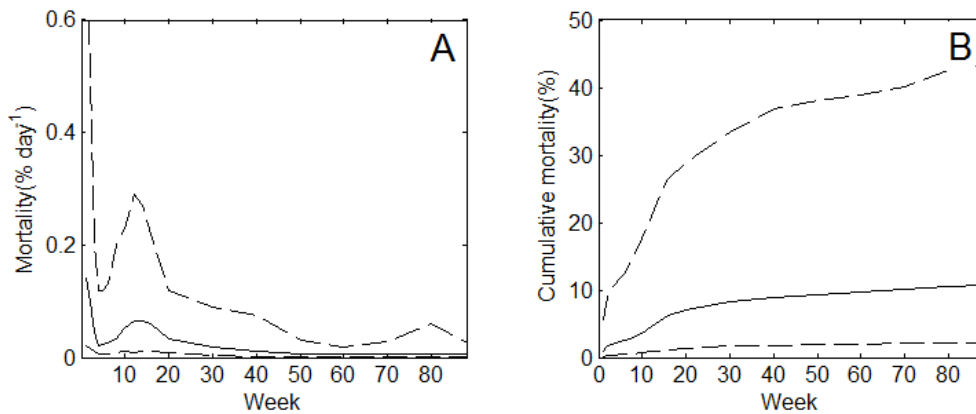 A
Mortality(% day-1)
0.6
0.4
0.2
0
10 20 30 40 50 60 70 80
Week
B
Cumulative mortality(%)
50
40
30
20
10
0
0 10 20 30 40 50 60 70 80
Week